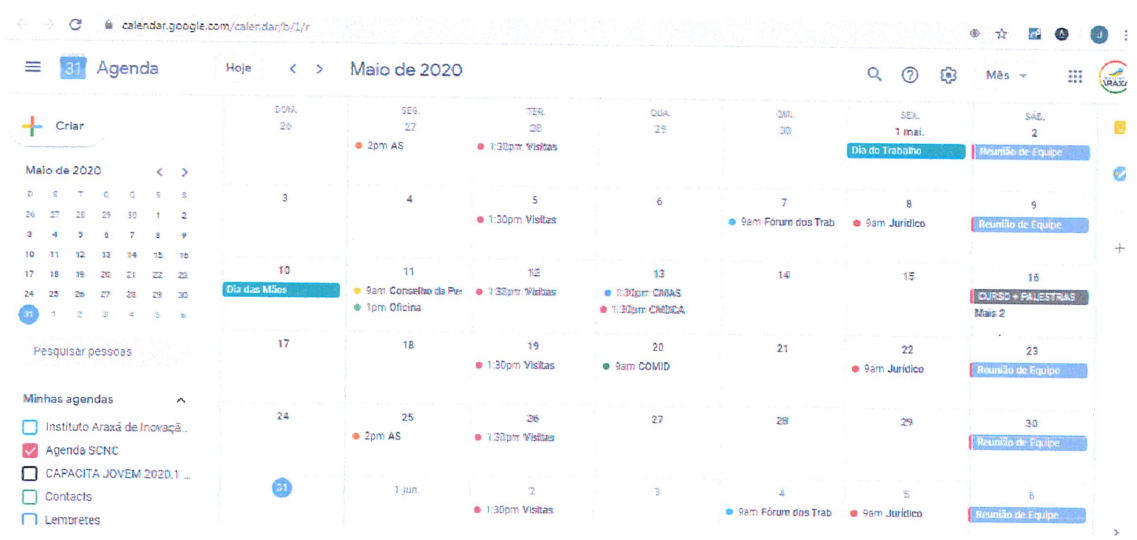 calendar.google.com/calendar/b/1/r
J
31 Agenda Hoje < > Maio de 2020 Mês
Criar
DOM. SEG. TER. QUA. QUI. SEX. SÁB.
26 27 28 29 30 1 mai. 2
2pm AS 1:30pm Visitas Dia do Trabalho Reunião de Equipe
Maio de 2020 < >
D S T Q Q S S
26 27 28 29 30 1 2
3 4 5 6 7 8 9
10 11 12 13 14 15 16
17 18 19 20 21 22 23
24 25 26 27 28 29 30
31 1 2 3 4 5 6
3 4 5 6 7 8 9
1:30pm Visitas 9am Fórum dos Trab 9am Jurídico Reunião de Equipe
10 11 12 13 14 15 16
Dia das Mães 9am Conselho da Pes 1:30pm Visitas 1:30pm CMAS CURSO + PALESTRAS
1pm Oficina 1:30pm CMDCA Mais 2
17 18 19 20 21 22 23
1:30pm Visitas 9am COMID 9am Jurídico Reunião de Equipe
Pesquisar pessoas
Minhas agendas
Instituto Araxá de Inovaçã...
Agenda SCNC
CAPACITA JOVEM 2020.1 ...
Contacts
Lembretes
24 25 26 27 28 29 30
2pm AS 1:30pm Visitas Reunião de Equipe
31 1 jun. 2 3 4 5 6
1:30pm Visitas 9am Fórum dos Trab 9am Jurídico Reunião de Equipe